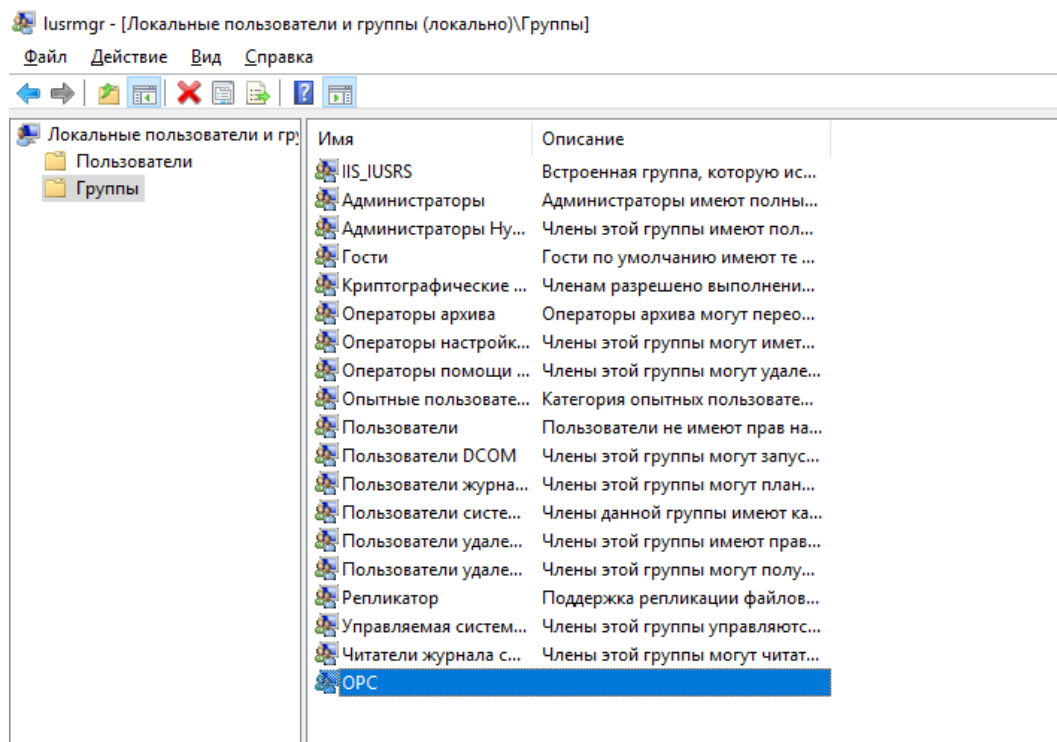 lusrmgr - [Локальные пользователи и группы (локально)\Группы]
Файл Действие Вид Справка
Локальные пользователи и гру
Пользователи
Группы
Имя Описание
IIS_IUSRS Встроенная группа, которую ис...
Администраторы Администраторы имеют полны...
Администраторы Hy... Члены этой группы имеют пол...
Гости Гости по умолчанию имеют те ...
Криптографические ... Членам разрешено выполнени...
Операторы архива Операторы архива могут перео...
Операторы настройк... Члены этой группы могут имет...
Операторы помощи ... Члены этой группы могут удале...
Опытные пользовате... Категория опытных пользовате...
Пользователи Пользователи не имеют прав на...
Пользователи DCOM Члены этой группы могут запус...
Пользователи журна... Члены этой группы могут план...
Пользователи систе... Члены данной группы имеют ка...
Пользователи удале... Члены этой группы имеют прав...
Пользователи удале... Члены этой группы могут полу...
Репликатор Поддержка репликации файлов...
Управляемая систем... Члены этой группы управляютс...
Читатели журнала с... Члены этой группы могут читат...
OPC